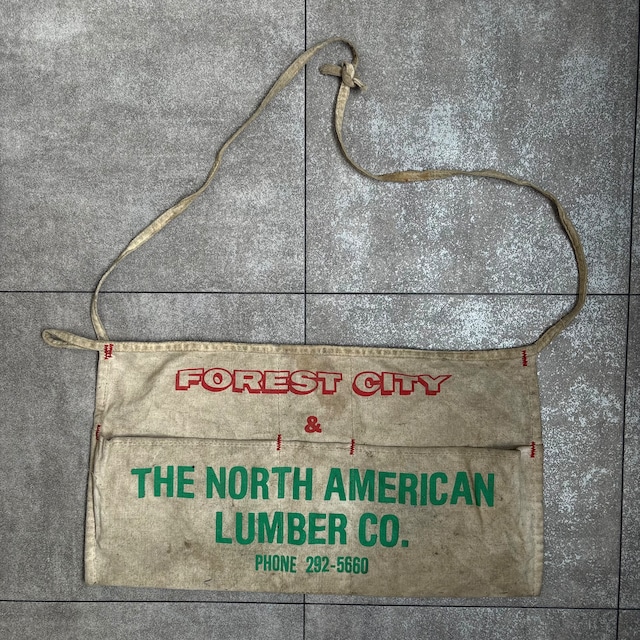 FOREST CITY
&
THE NORTH AMERICAN
LUMBER CO.
PHONE 292-5660